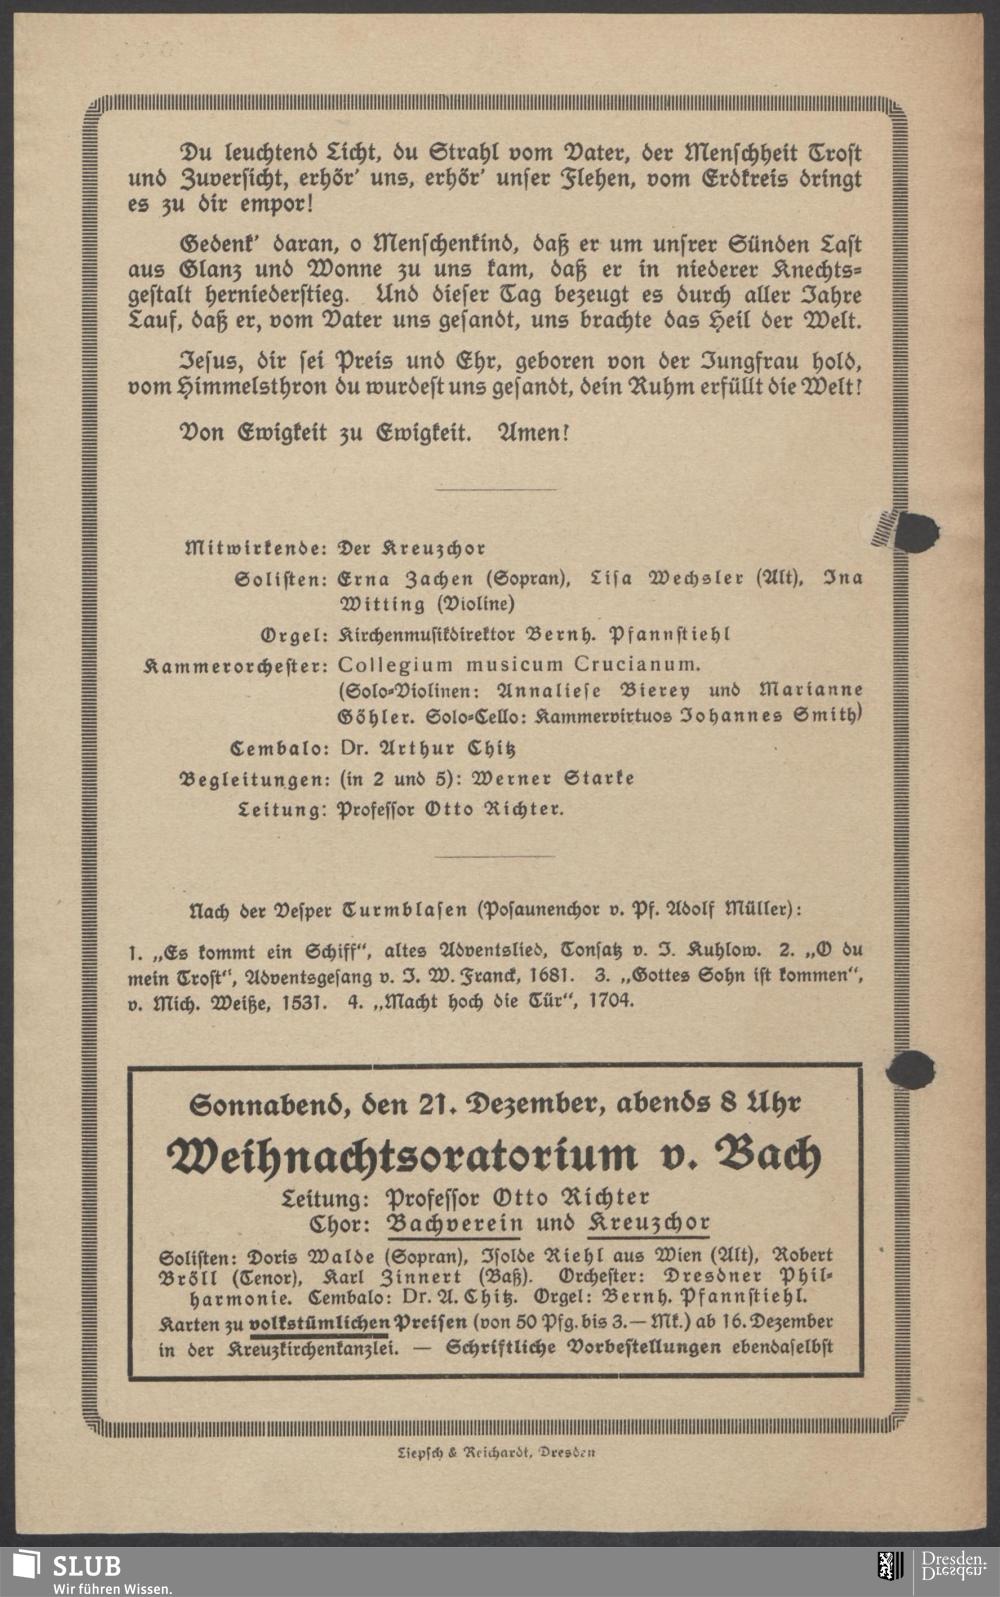 Du leuchtend Licht, du Strahl vom Vater, der Menschheit Trost
und Zuversicht, erhör' uns, erhör' unser Flehen, vom Erdkreis dringt
es zu dir empor!
Gedenk' daran, o Menschenkind, daß er um unsrer Sünden Last
aus Glanz und Wonne zu uns kam, daß er in niederer Knechts-
gestalt herniederstieg. Und dieser Tag bezeugt es durch aller Jahre
Lauf, daß er, vom Vater uns gesandt, uns brachte das Heil der Welt.
Jesus, dir sei Preis und Ehr, geboren von der Jungfrau hold,
vom Himmelsthron du wurdest uns gesandt, dein Ruhm erfüllt die Welt!
Von Ewigkeit zu Ewigkeit. Amen!
Mitwirkende: Der Kreuzchor
Solisten: Erna Zachen (Sopran), Lisa Wechsler (Alt), Ina
Witting (Violine)
Orgel: Kirchenmusikdirektor Bernh. Pfannstiehl
Kammerorchester: Collegium musicum Crucianum.
(Solo-Violinen: Annaliese Bierey und Marianne
Göhler. Solo-Cello: Kammervirtuos Johannes Smith)
Cembalo: Dr. Arthur Chitz
Begleitungen: (in 2 und 5): Werner Starke
Leitung: Professor Otto Richter.
Nach der Vesper Turmblasen (Posaunenchor v. Pf. Adolf Müller):
1. „Es kommt ein Schiff“, altes Adventslied, Tonsatz v. J. Kuhlow. 2. „O du
mein Trost“, Adventsgesang v. J. W. Franck, 1681. 3. „Gottes Sohn ist kommen“,
v. Mich. Weiße, 1531. 4. „Macht hoch die Tür“, 1704.
Sonnabend, den 21. Dezember, abends 8 Uhr
Weihnachtsoratorium v. Bach
Leitung: Professor Otto Richter
Chor: Bachverein und Kreuzchor
Solisten: Doris Walde (Sopran), Isolde Riehl aus Wien (Alt), Robert
Bröll (Tenor), Karl Zinnert (Baß). Orchester: Dresdner Phil-
harmonie. Cembalo: Dr. A. Chitz. Orgel: Bernh. Pfannstiehl.
Karten zu volkstümlichen Preisen (von 50 Pfg. bis 3.— Mk.) ab 16. Dezember
in der Kreuzkirchenkanzlei. — Schriftliche Vorbestellungen ebendaselbst
Liepsch & Reichardt, Dresden
SLUB
Wir führen Wissen.
Dresden.
Dresden.